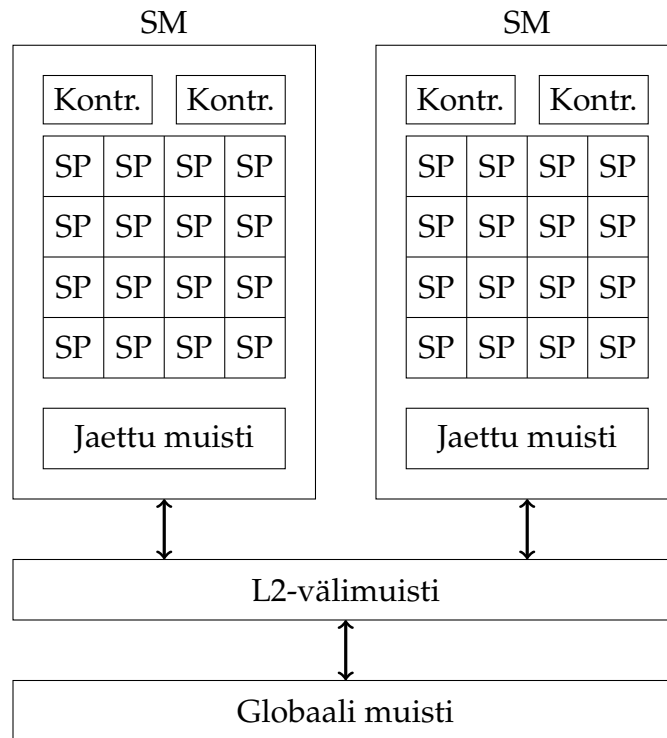 SM SM
Kontr. Kontr. Kontr. Kontr.
SP SP SP SP SP SP SP SP
SP SP SP SP SP SP SP SP
SP SP SP SP SP SP SP SP
SP SP SP SP SP SP SP SP
Jaettu muisti Jaettu muisti
L2-välimuisti
Globaali muisti